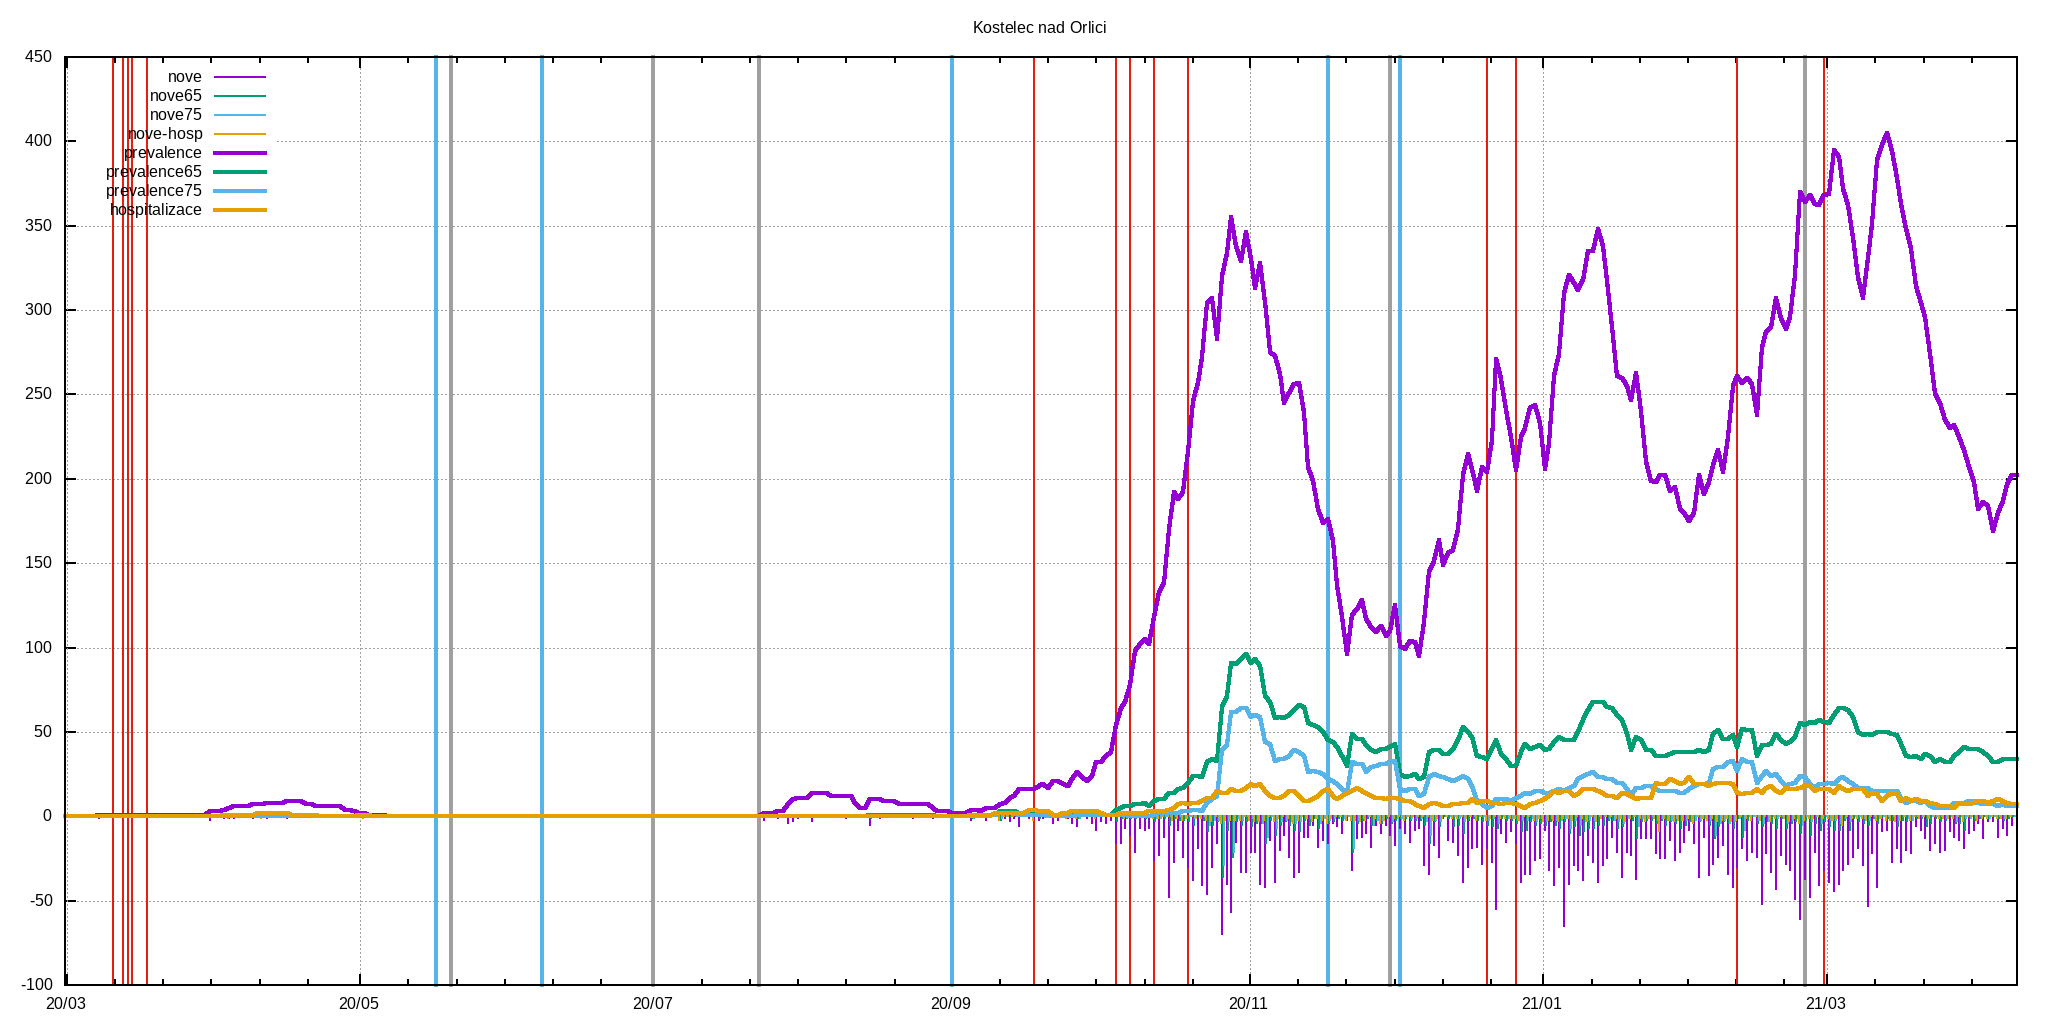 Kostelec nad Orlici
450
400
350
300
250
200
150
100
50
0
-50
-100
nove
nove65
nove75
nove-hosp
prevalence
prevalence65
prevalence75
hospitalizace
20/03 20/05 20/07 20/09 20/11 21/01 21/03